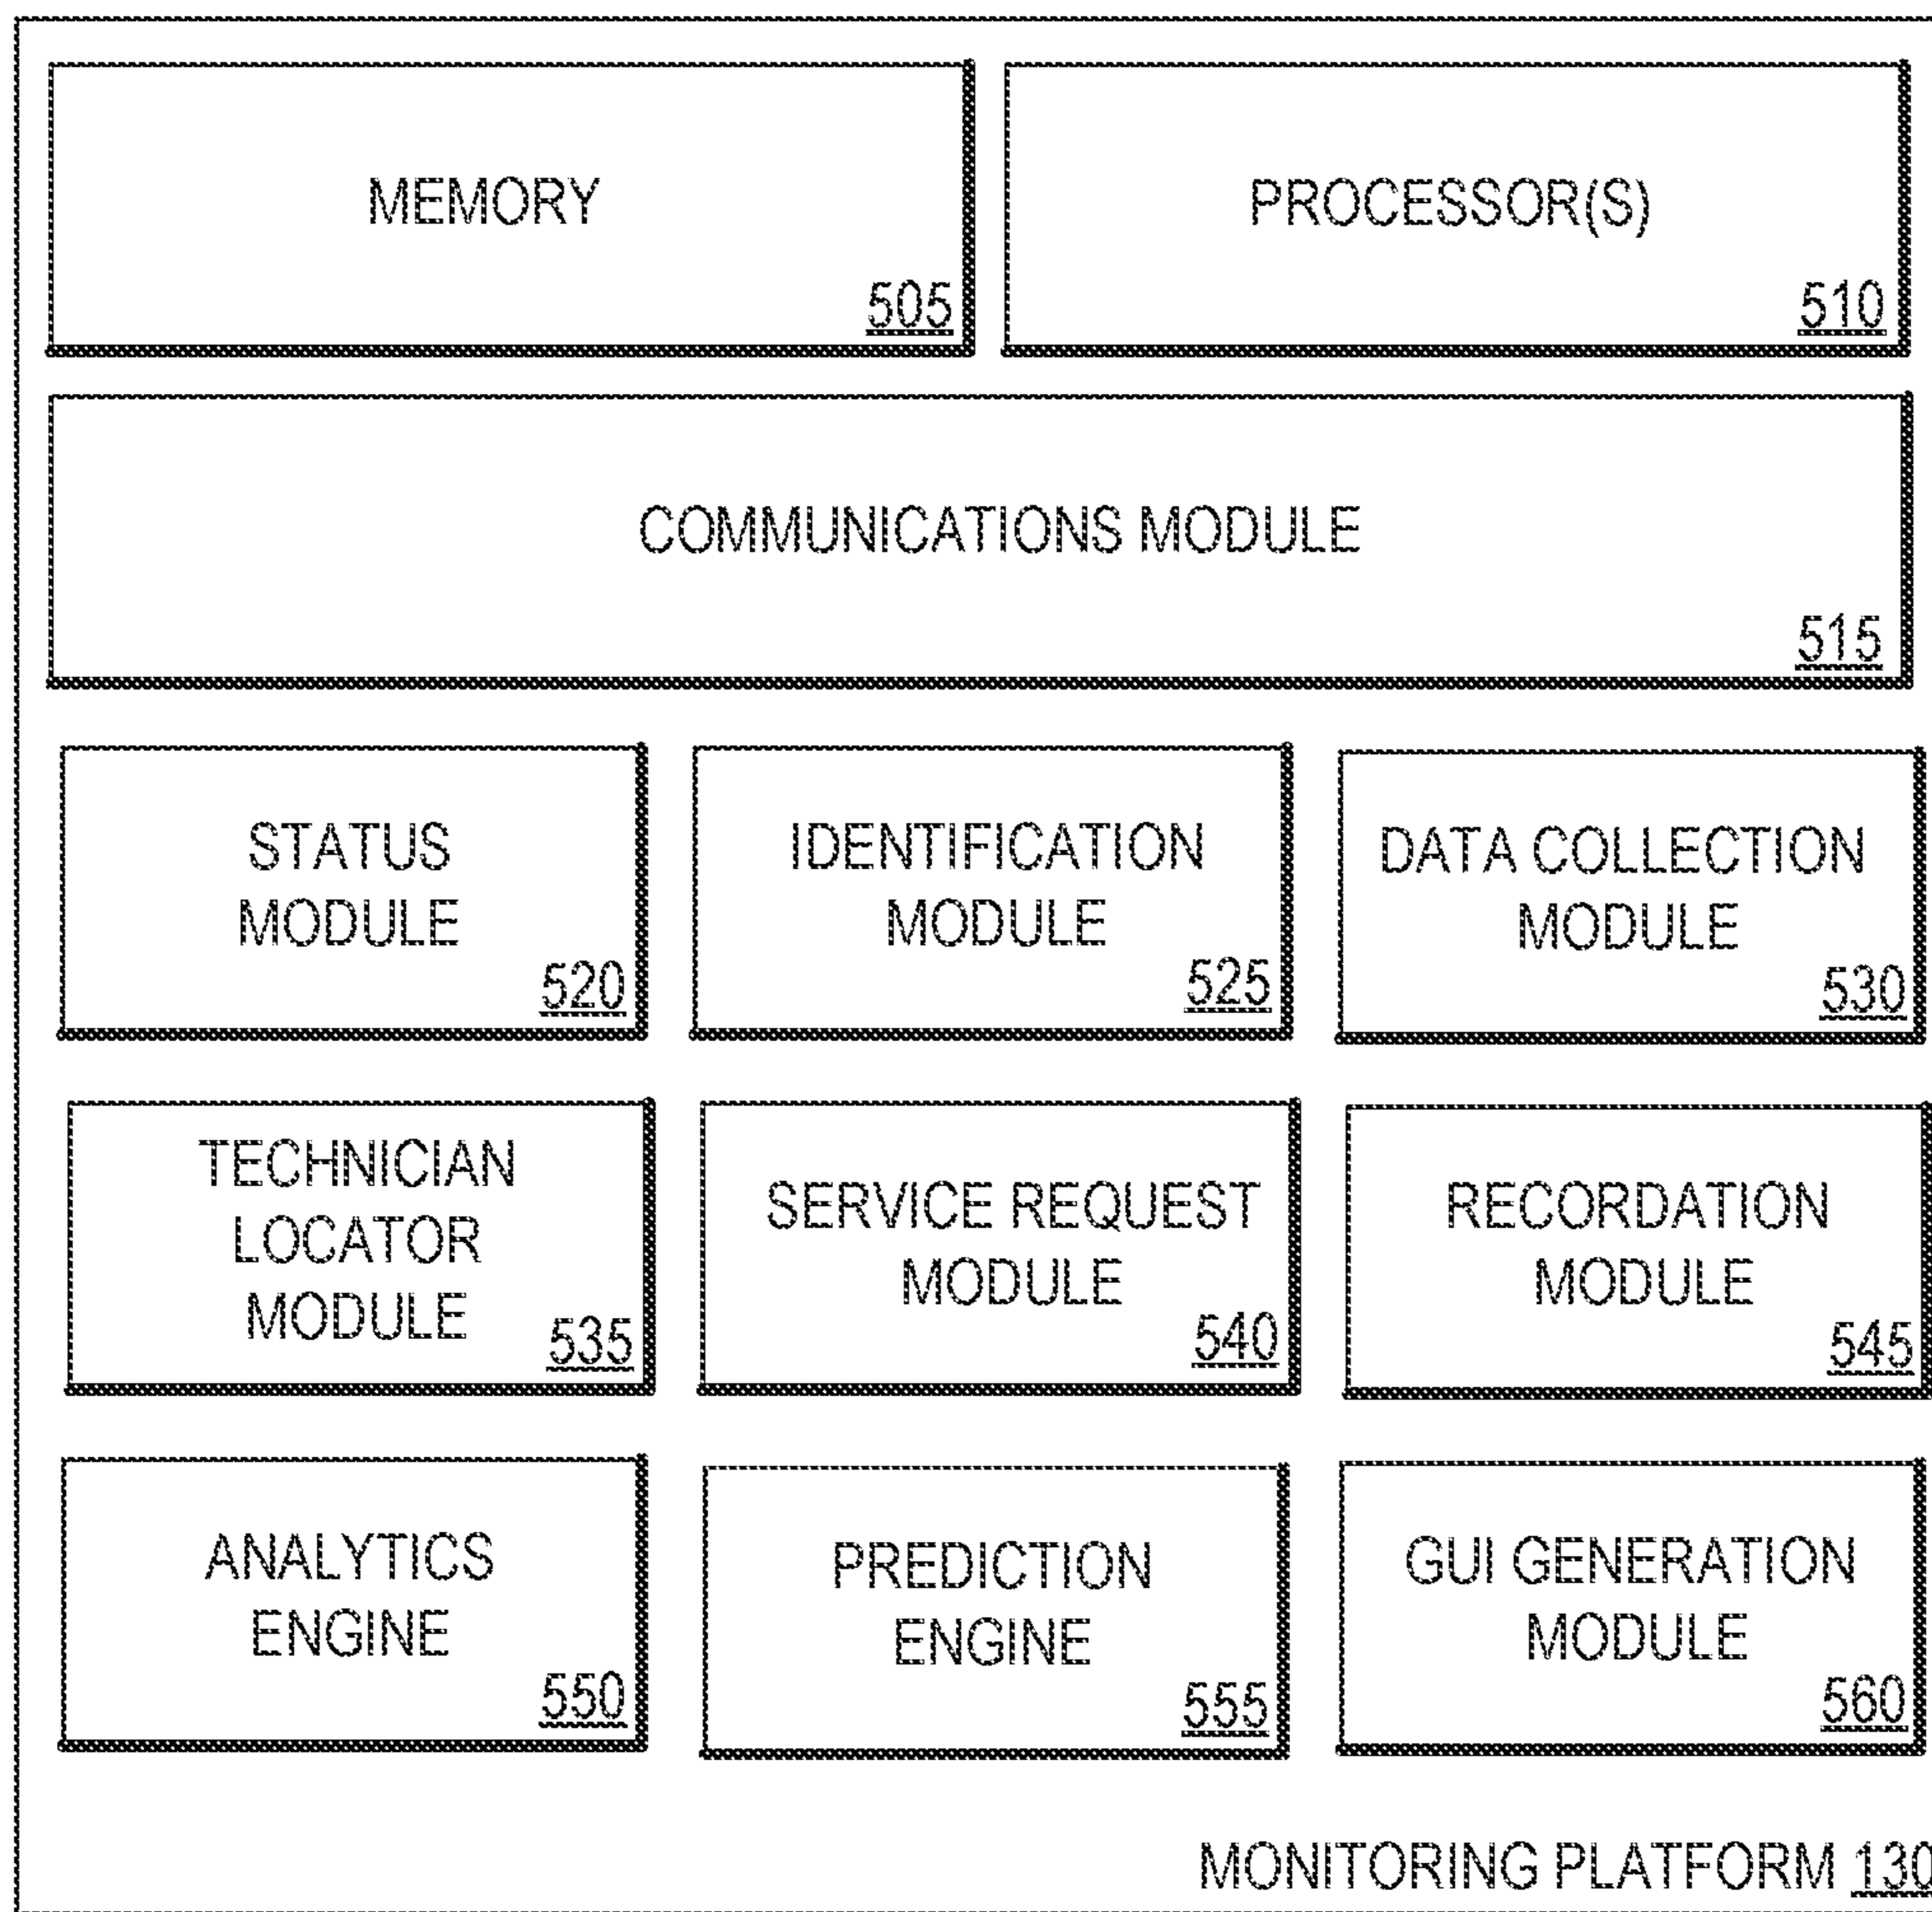 MEMORY
505
PROCESSOR(S)
510
COMMUNICATIONS MODULE
515
STATUS
MODULE
520
IDENTIFICATION
MODULE
525
DATA COLLECTION
MODULE
530
TECHNICIAN
LOCATOR
MODULE
535
SERVICE REQUEST
MODULE
540
RECORDATION
MODULE
545
ANALYTICS
ENGINE
550
PREDICTION
ENGINE
555
GUI GENERATION
MODULE
560
MONITORING PLATFORM 130